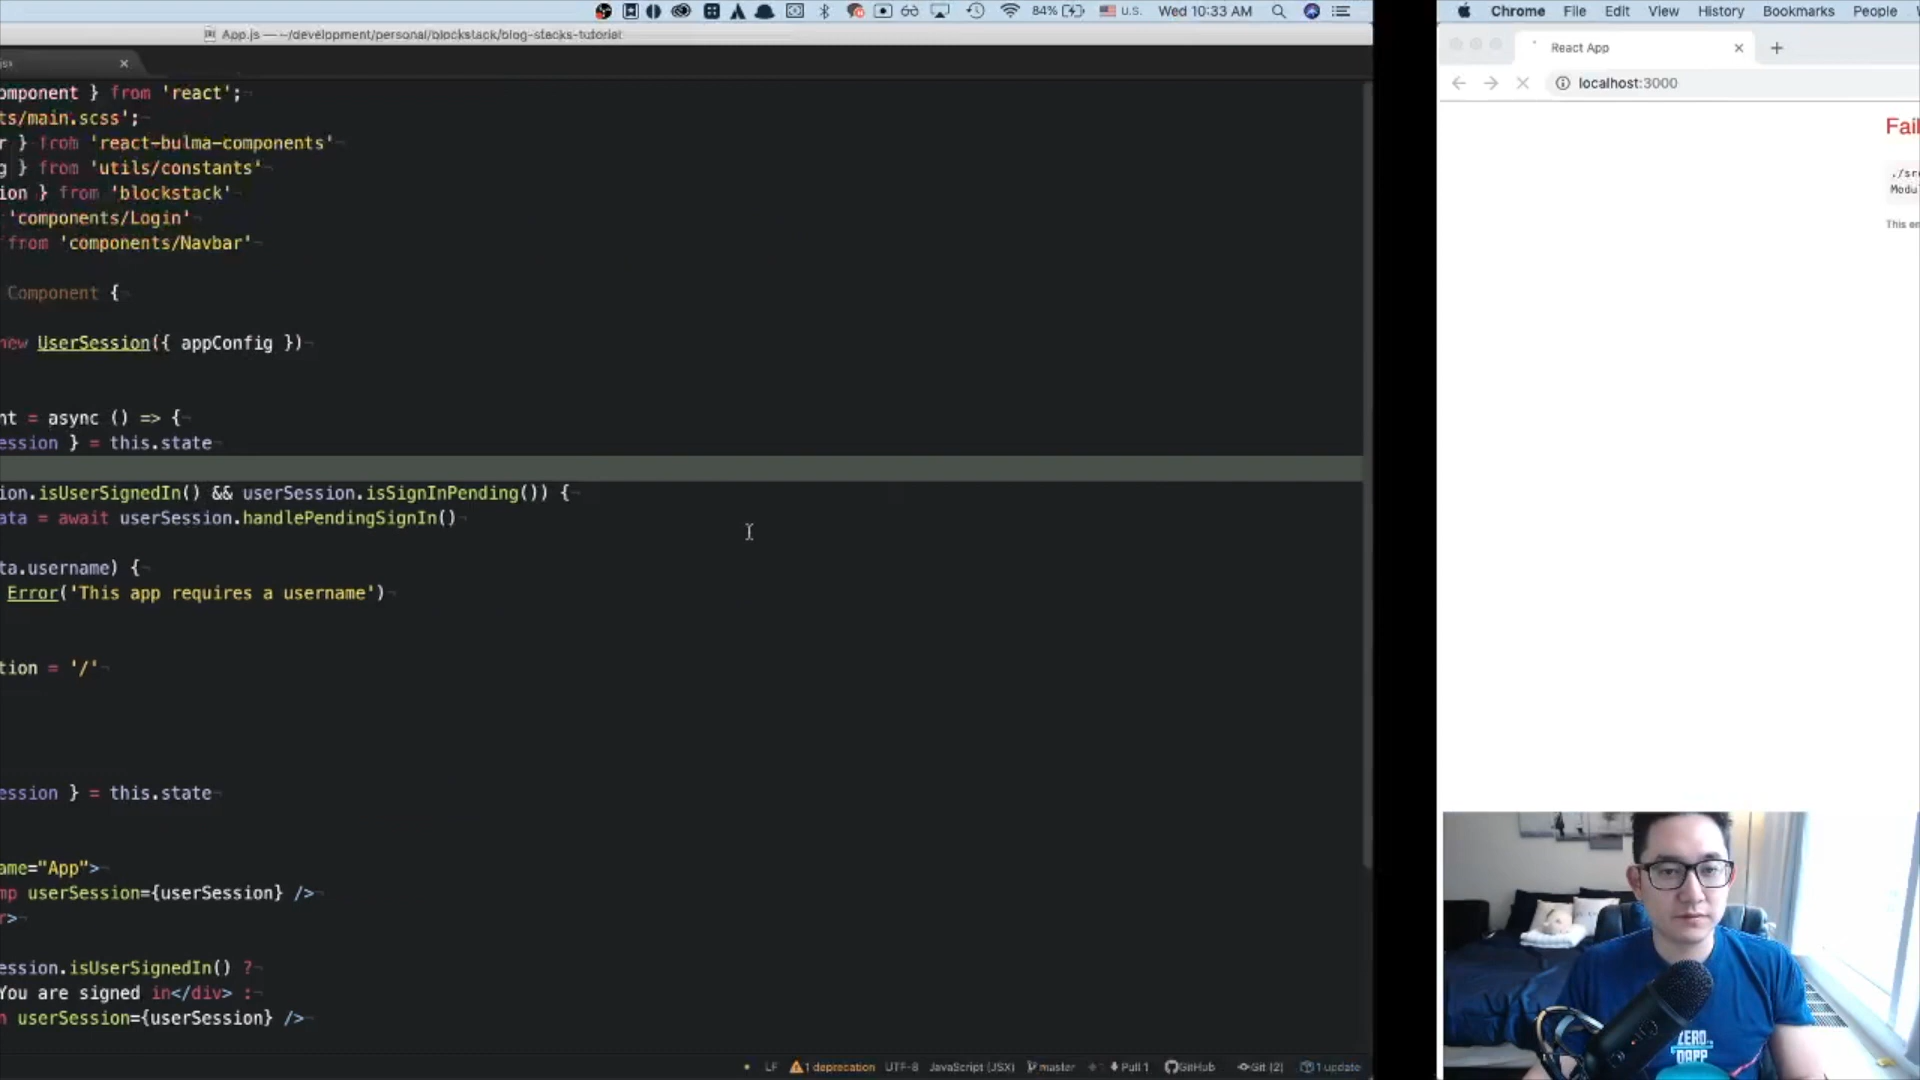 84%
U.S.
Wed 10:33 AM
App.js — ~/development/personal/blockstack/blog-stacks-tutorial
omponent } from 'react';
ts/main.scss';
r } from 'react-bulma-components'
g } from 'utils/constants'
ion } from 'blockstack'
'components/Login'
from 'components/Navbar'
Component {
new UserSession({ appConfig })
nt = async () => {
ession } = this.state
ion.isUserSignedIn() && userSession.isSignInPending()) {
ata = await userSession.handlePendingSignIn()
ta.username) {
Error('This app requires a username')
tion = '/'
ession } = this.state
ame="App">
mp userSession={userSession} />
r>
ession.isUserSignedIn() ?
You are signed in</div> :
n userSession={userSession} />
LF 1 deprecation UTF-8 JavaScript (JSX) master Pull 1 GitHub Git (2) 1 update
Chrome File Edit View History Bookmarks People
React App
localhost:3000
Fail
./src
Modu
This er
ZERO
DAPP